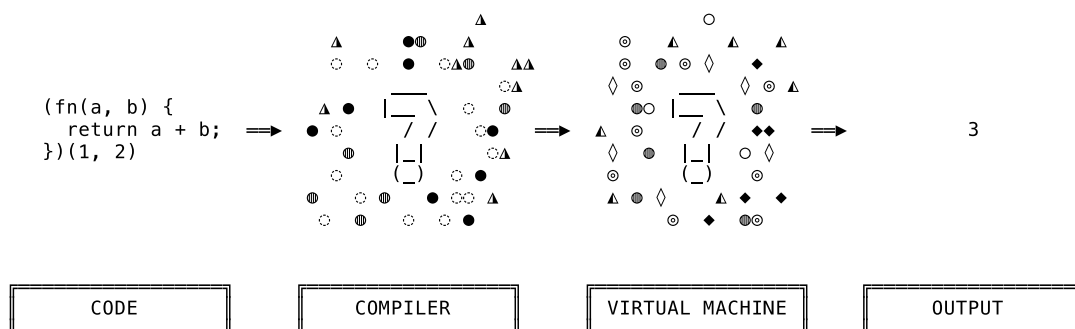 (fn(a, b) {
  return a + b;
})(1, 2)
3
CODE
COMPILER
VIRTUAL MACHINE
OUTPUT